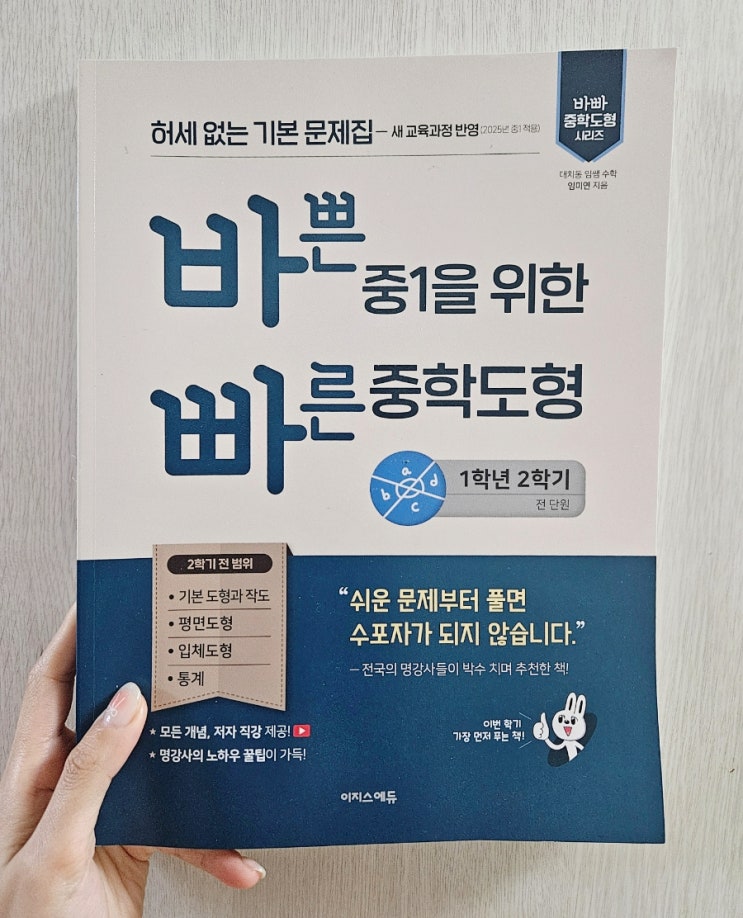 허세 없는 기본 문제집 – 새 교육과정 반영 (2025년 중1 적용)
바빠
중학도형
시리즈
대치동 임쌤 수학
임미연 지음
바쁜 중1을 위한
빠른 중학도형
a
b
c
d
1학년 2학기
전 단원
2학기 전 범위
• 기본 도형과 작도
• 평면도형
• 입체도형
• 통계
“쉬운 문제부터 풀면
수포자가 되지 않습니다.”
– 전국의 명강사들이 박수 치며 추천한 책!
★ 모든 개념, 저자 직강 제공!
★ 명강사의 노하우 꿀팁이 가득!
이번 학기
가장 먼저 푸는 책!
이지스에듀